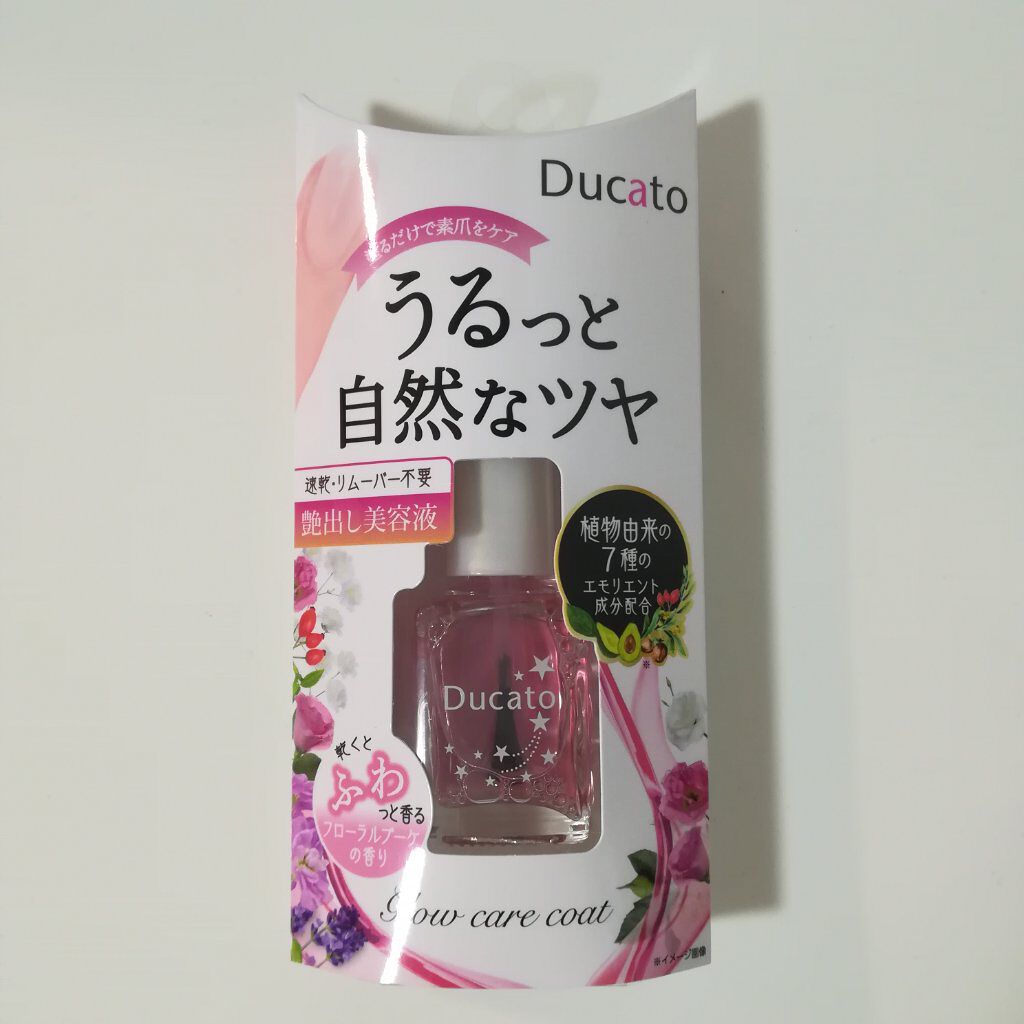 Ducato
塗るだけで素爪をケア
うるっと
自然なツヤ
速乾・リムーバー不要
艶出し美容液
植物由来の
7種の
エモリエント
成分配合
※
Ducato
乾くと
ふわ
っと香る
フローラルブーケ
の香り
Glow care coat
※イメージ画像